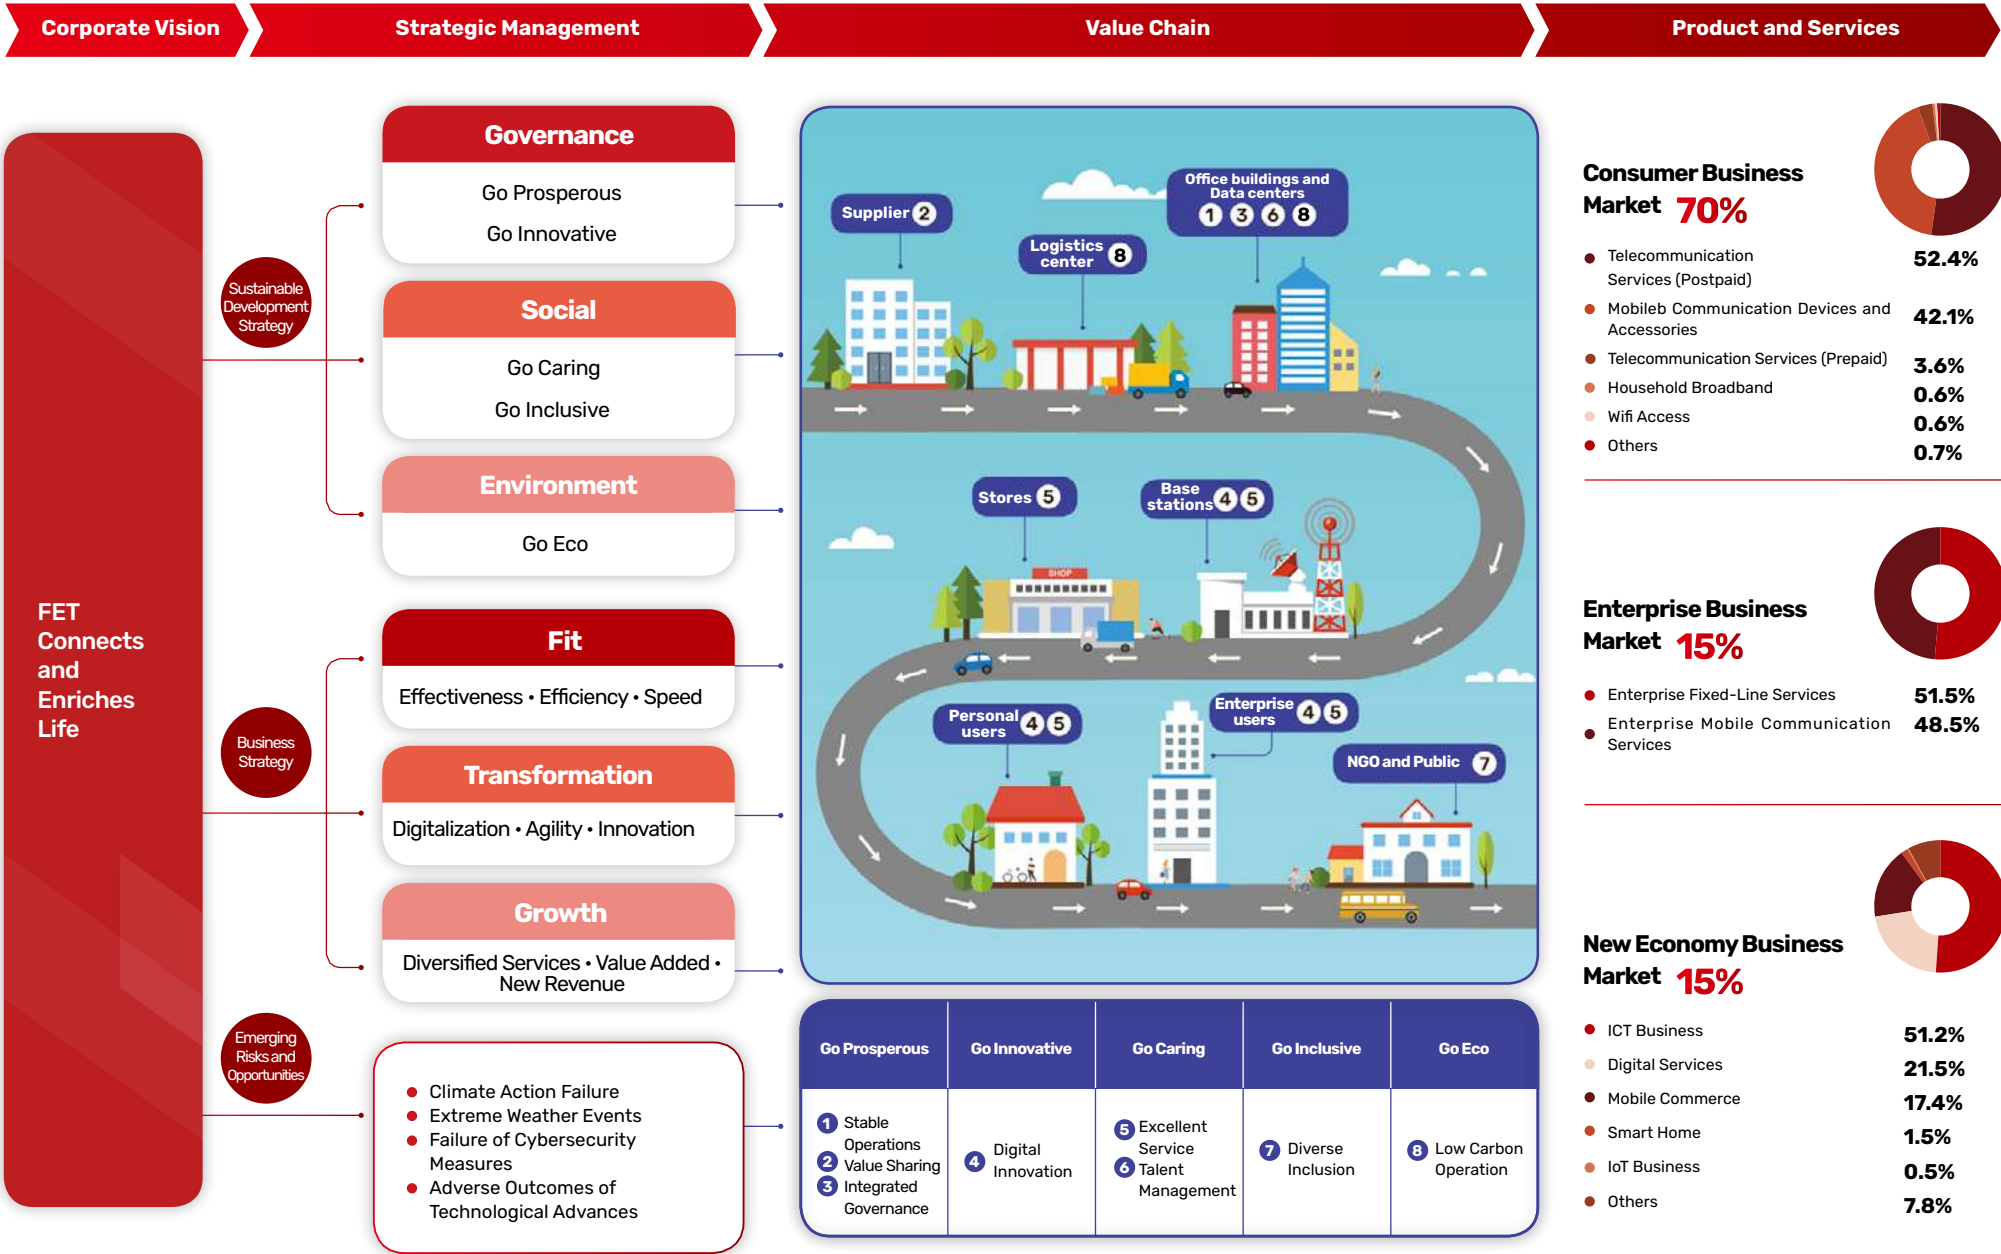 Corporate Vision
Strategic Management
Value Chain
Product and Services
FET
Connects
and
Enriches
Life
Sustainable
Development
Strategy
Business
Strategy
Emerging
Risks and
Opportunities
Governance
Go Prosperous
Go Innovative
Social
Go Caring
Go Inclusive
Environment
Go Eco
Fit
Effectiveness • Efficiency • Speed
Transformation
Digitalization • Agility • Innovation
Growth
Diversified Services • Value Added •
New Revenue
Climate Action Failure
Extreme Weather Events
Failure of Cybersecurity
Measures
Adverse Outcomes of
Technological Advances
Supplier 2
Logistics
center 8
Office buildings and
Data centers
1 3 6 8
Stores 5
Base
stations 4 5
SHOP
Personal
users 4 5
Enterprise
users 4 5
NGO and Public 7
Go Prosperous
Go Innovative
Go Caring
Go Inclusive
Go Eco
1 Stable
Operations
2 Value Sharing
3 Integrated
Governance
4 Digital
Innovation
5 Excellent
Service
6 Talent
Management
7 Diverse
Inclusion
8 Low Carbon
Operation
Consumer Business
Market 70%
Telecommunication
Services (Postpaid) 52.4%
Mobileb Communication Devices and
Accessories 42.1%
Telecommunication Services (Prepaid) 3.6%
Household Broadband 0.6%
Wifi Access 0.6%
Others 0.7%
Enterprise Business
Market 15%
Enterprise Fixed-Line Services 51.5%
Enterprise Mobile Communication 48.5%
Services
New Economy Business
Market 15%
ICT Business 51.2%
Digital Services 21.5%
Mobile Commerce 17.4%
Smart Home 1.5%
IoT Business 0.5%
Others 7.8%